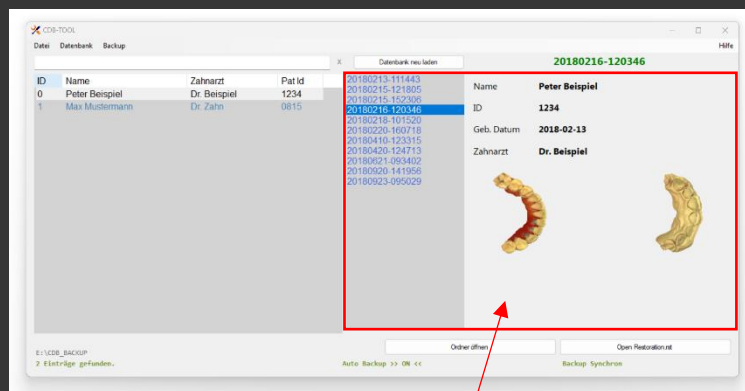 CDB-TOOL
Datei Datenbank Backup Hilfe
X Datenbank neu laden 20180216-120346
ID Name Zahnarzt Pat Id
0 Peter Beispiel Dr. Beispiel 1234
1 Max Mustermann Dr. Zahn 0815
20180213-111443
20180215-121805
20180215-152306
20180216-120346
20180218-101520
20180220-160718
20180410-123315
20180420-124713
20180621-093402
20180920-141956
20180923-095029
Name Peter Beispiel
ID 1234
Geb. Datum 2018-02-13
Zahnarzt Dr. Beispiel
Ordner öffnen Open Restoration.rst
E:\CDB_BACKUP
2 Einträge gefunden. Auto Backup >> ON << Backup Synchron